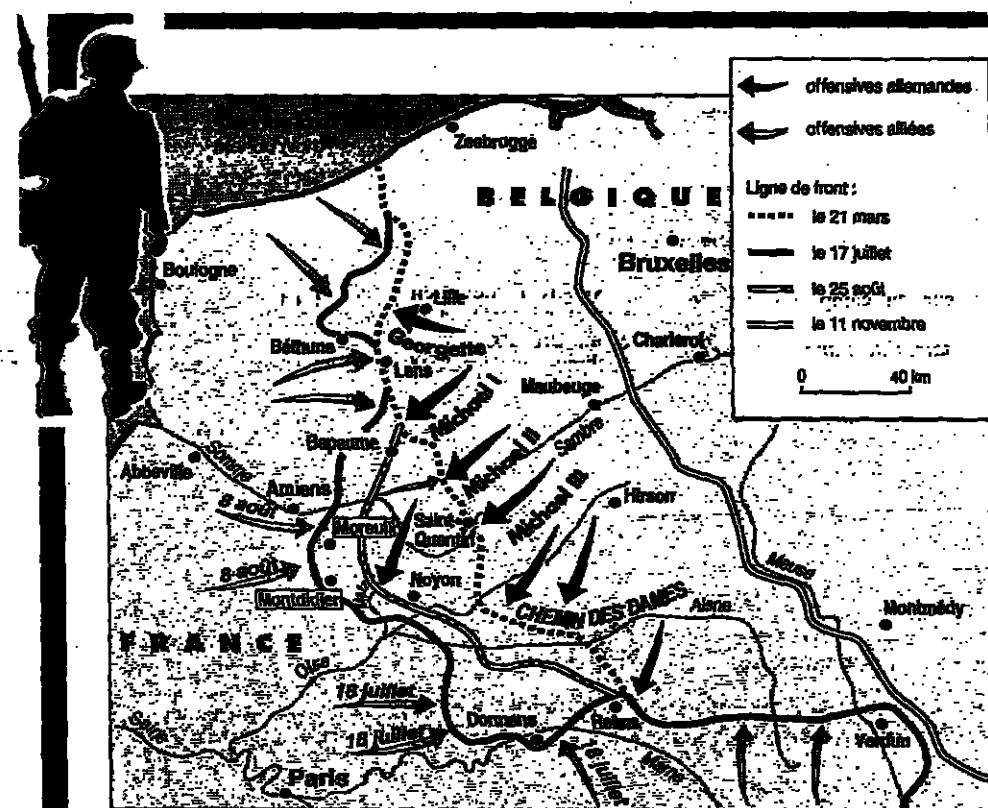 offensives allemandes
offensives alliées
Ligne de front :
le 21 mars
le 17 juillet
le 25 août
le 11 novembre
0 40 km
Zeebrugge
BELGIQUE
Bruxelles
Boulogne
Lille
Georgette
Béthune
Lens
Charleroi
Maubeuge
Michael I
Bapaume
Sambre
Michael II
Abbeville
Somme
Amiens
8 août
Moreuil
Saint-
Quentin
Michael III
Hirson
Meuse
8 août
Montdidier
Noyon
CHEMIN DES DAMES
Aisne
Montmédy
FRANCE
Oise
18 juillet
Dormans
Reims
Verdun
18 juillet
18 juillet
Marne
Seine
Paris